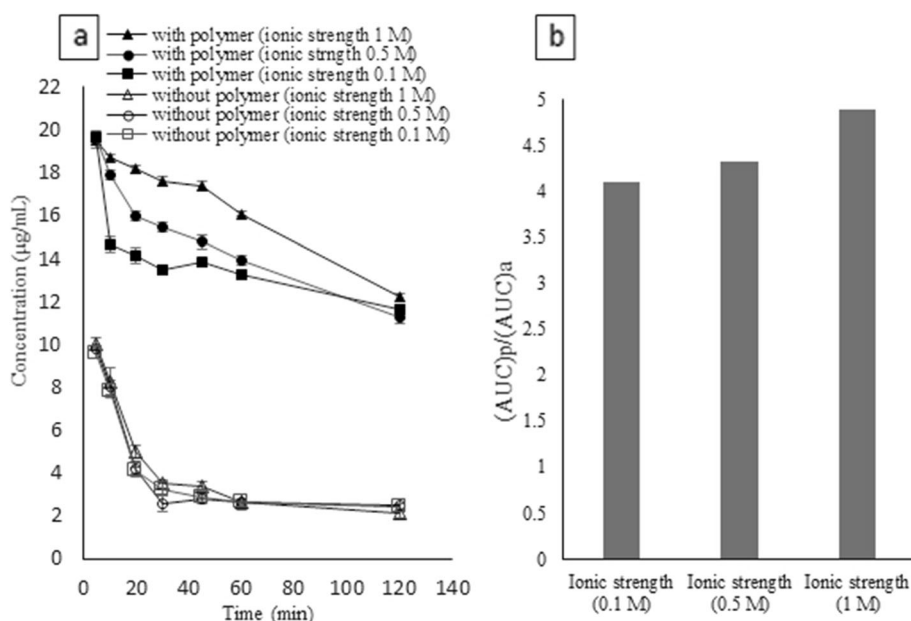 a
with polymer (ionic strength 1 M)
with polymer (ionic strngth 0.5 M)
with polymer (ionic strength 0.1 M)
without polymer (ionic strength 1 M)
without polymer (ionic strength 0.5 M)
without polymer (ionic strength 0.1 M)
22
20
18
16
14
12
10
8
6
4
2
0
Concentration (µg/mL)
0 20 40 60 80 100 120 140
Time (min)
b
5
4.5
4
3.5
3
2.5
2
1.5
1
0.5
0
(AUC)p/(AUC)a
Ionic strength Ionic strength Ionic strength
(0.1 M) (0.5 M) (1 M)